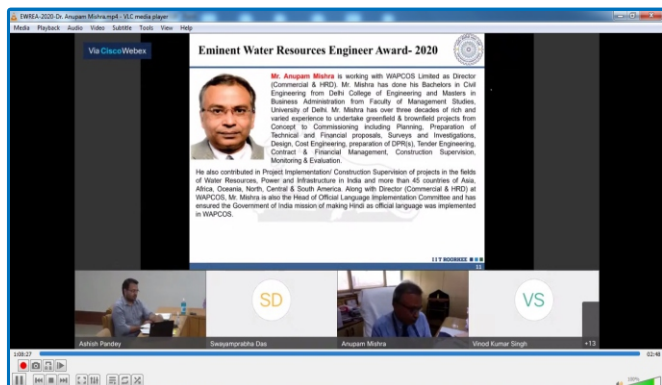 EWREA-2020-Dr. Anupam Mishra.mp4 - VLC media player
Media Playback Audio Video Subtitle Tools View Help
Via CiscoWebex
Eminent Water Resources Engineer Award- 2020
Mr. Anupam Mishra is working with WAPCOS Limited as Director
(Commercial & HRD). Mr. Mishra has done his Bachelors in Civil
Engineering from Delhi College of Engineering and Masters in
Business Administration from Faculty of Management Studies,
University of Delhi. Mr. Mishra has over three decades of rich and
varied experience to undertake greenfield & brownfield projects from
Concept to Commissioning including Planning, Preparation of
Technical and Financial proposals, Surveys and Investigations,
Design, Cost Engineering, preparation of DPR(s), Tender Engineering,
Contract & Financial Management, Construction Supervision,
Monitoring & Evaluation.
He also contributed in Project Implementation/ Construction Supervision of projects in the fields
of Water Resources, Power and Infrastructure in India and more than 45 countries of Asia,
Africa, Oceania, North, Central & South America. Along with Director (Commercial & HRD) at
WAPCOS, Mr. Mishra is also the Head of Official Language Implementation Committee and has
ensured the Government of India mission of making Hindi as official language was implemented
in WAPCOS.
IIT ROORKEE
11
SD
VS
Ashish Pandey
Swayamprabha Das
Anupam Mishra
Vinod Kumar Singh
+13
1:08:27
02:48
100%